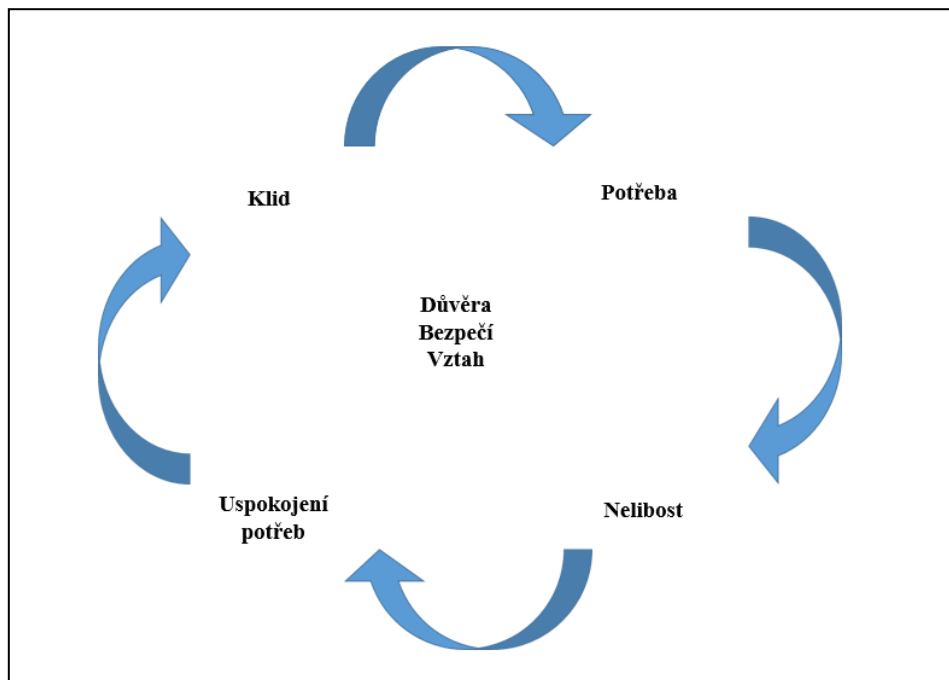 Klid
Potřeba
Důvěra
Bezpečí
Vztah
Uspokojení
potřeb
Nelibost